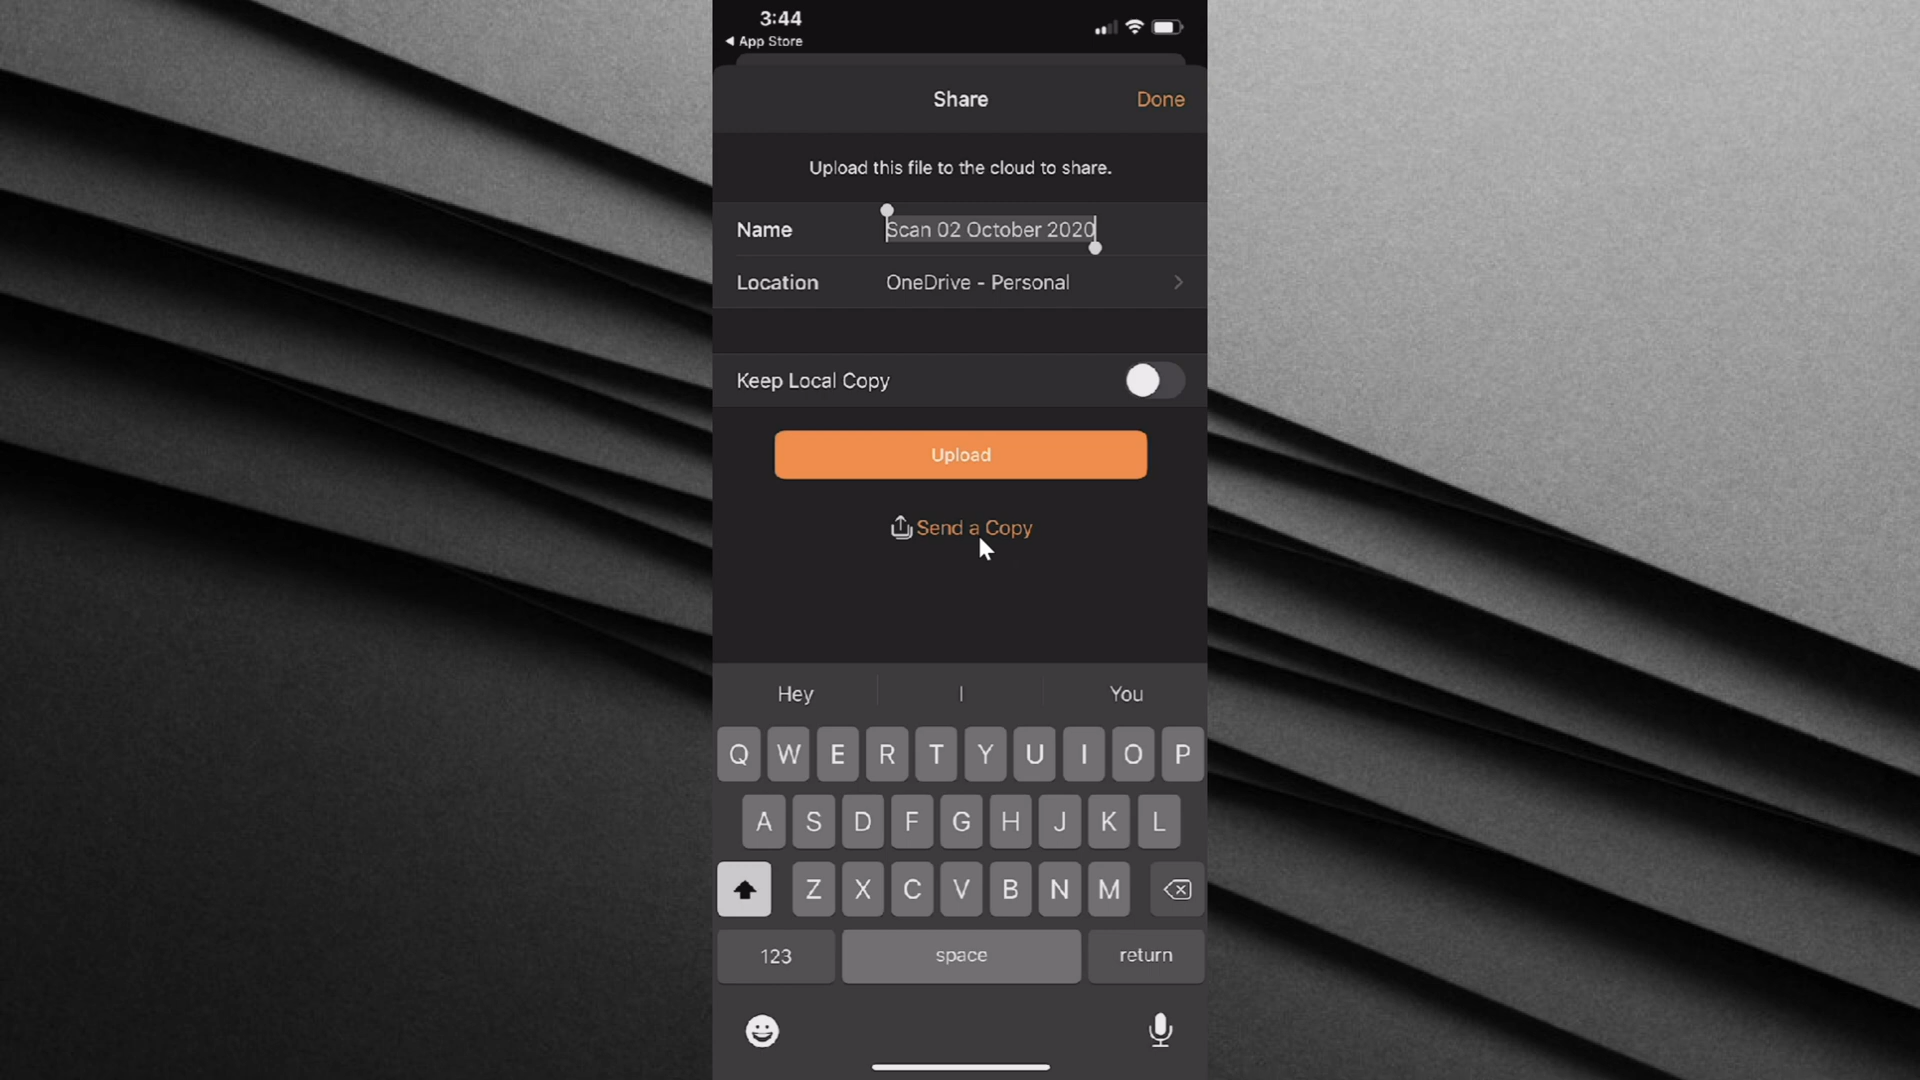 3:44
App Store
Share
Done
Upload this file to the cloud to share.
Name
Scan 02 October 2020
Location
OneDrive - Personal
Keep Local Copy
Upload
Send a Copy
Hey
I
You
Q W E R T Y U I O P
A S D F G H J K L
Z X C V B N M
123
space
return